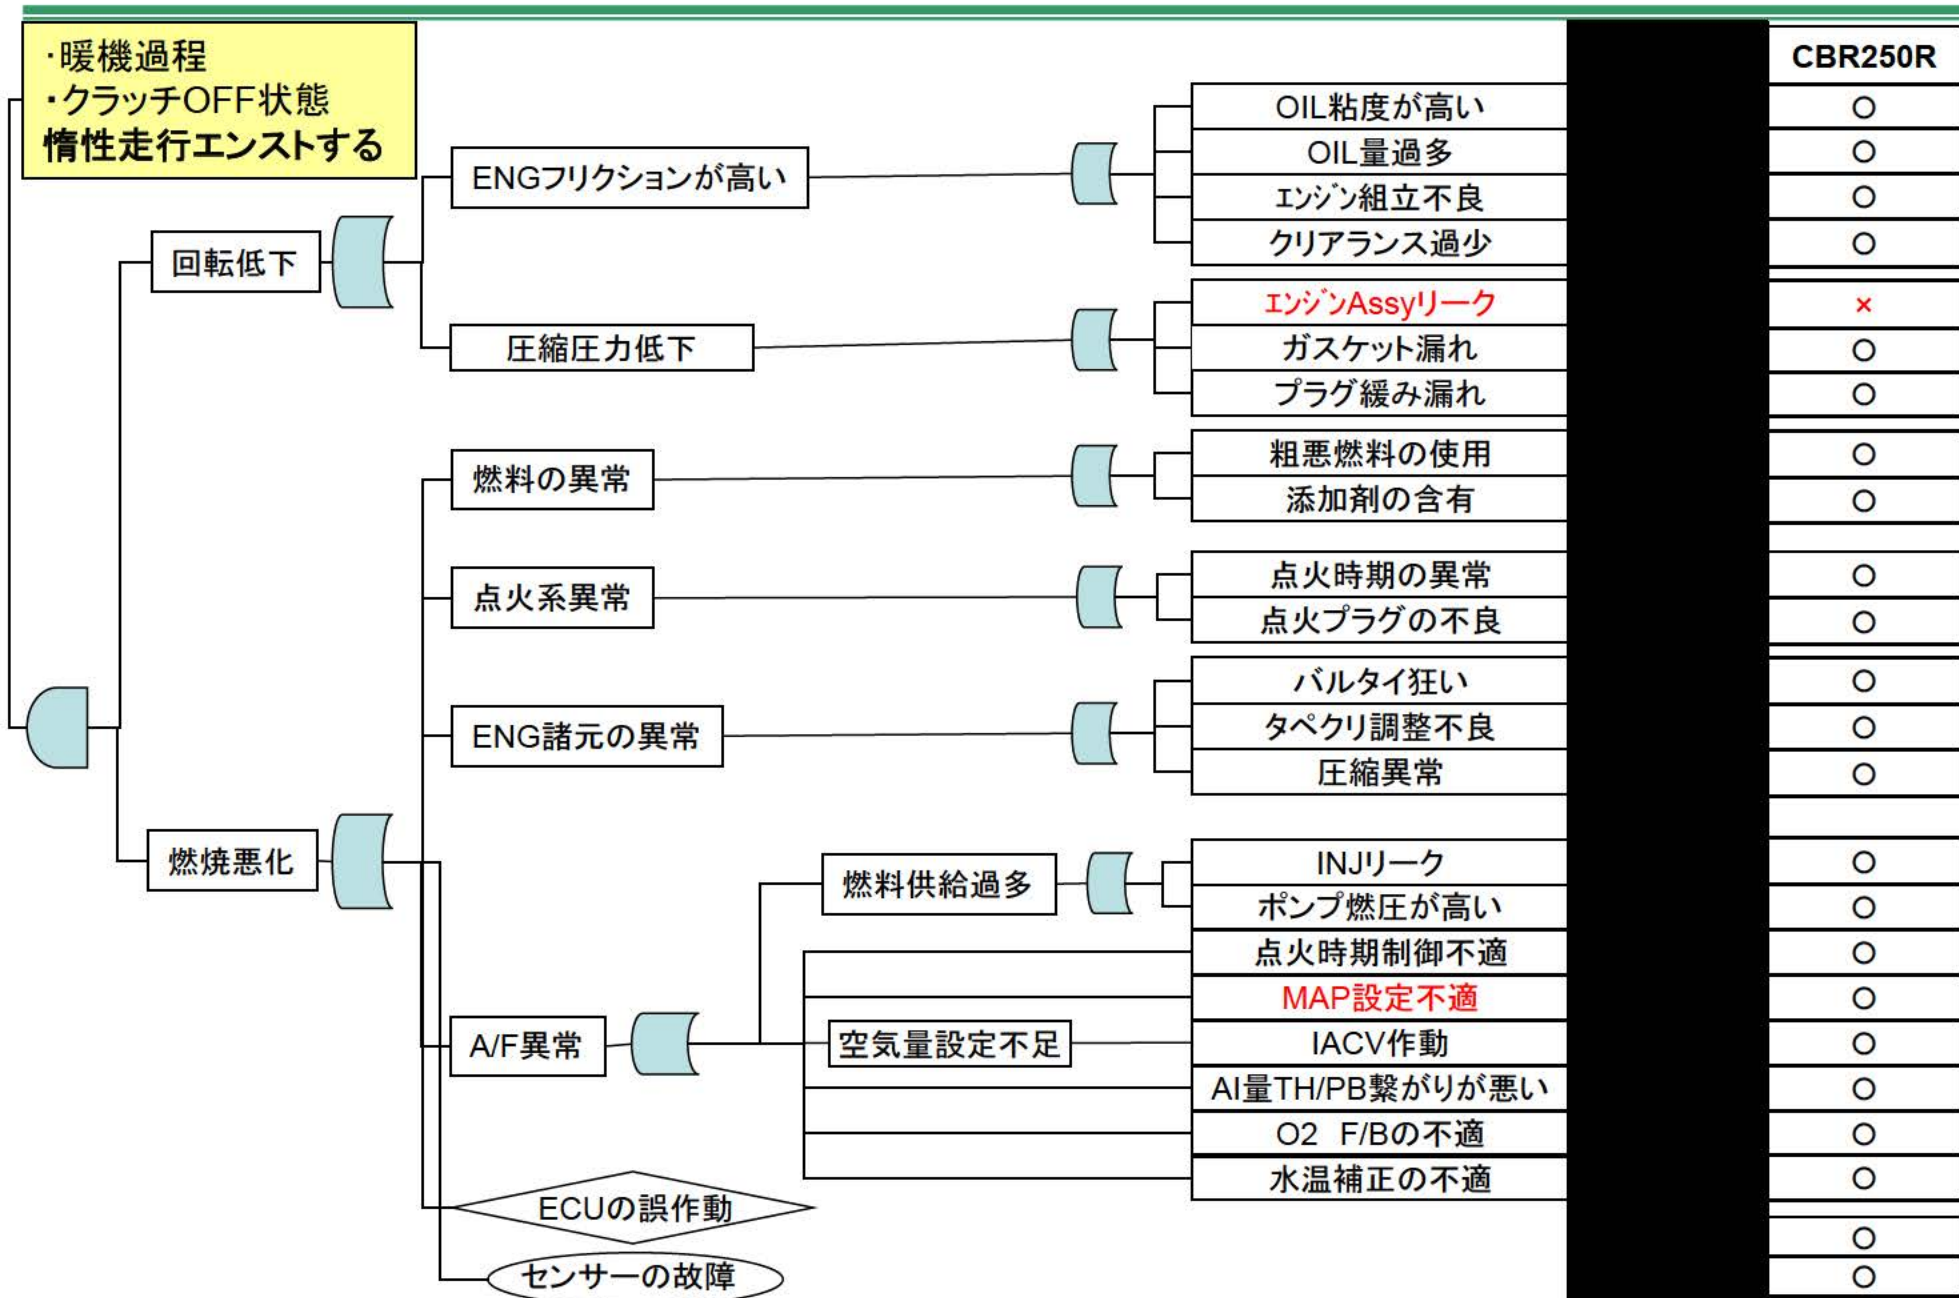 ・暖機過程
・クラッチOFF状態
惰性走行エンストする
CBR250R
回転低下
ENGフリクションが高い
OIL粘度が高い ○
OIL量過多 ○
エンジン組立不良 ○
クリアランス過少 ○
圧縮圧力低下
エンジンAssyリーク ×
ガスケット漏れ ○
プラグ緩み漏れ ○
燃料の異常
粗悪燃料の使用 ○
添加剤の含有 ○
点火系異常
点火時期の異常 ○
点火プラグの不良 ○
ENG諸元の異常
バルタイ狂い ○
タペクリ調整不良 ○
圧縮異常 ○
燃焼悪化
燃料供給過多
INJリーク ○
ポンプ燃圧が高い ○
点火時期制御不適 ○
MAP設定不適 ○
A/F異常
空気量設定不足
IACV作動 ○
AI量TH/PB繋がりが悪い ○
O2 F/Bの不適 ○
水温補正の不適 ○
ECUの誤作動 ○
センサーの故障 ○